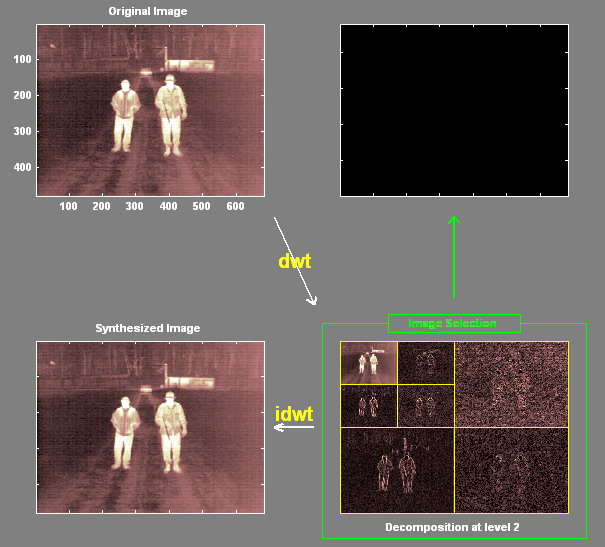 Original Image
100
200
300
400
100 200 300 400 500 600
dwt
Synthesized Image
Image Selection
idwt
Decomposition at level 2